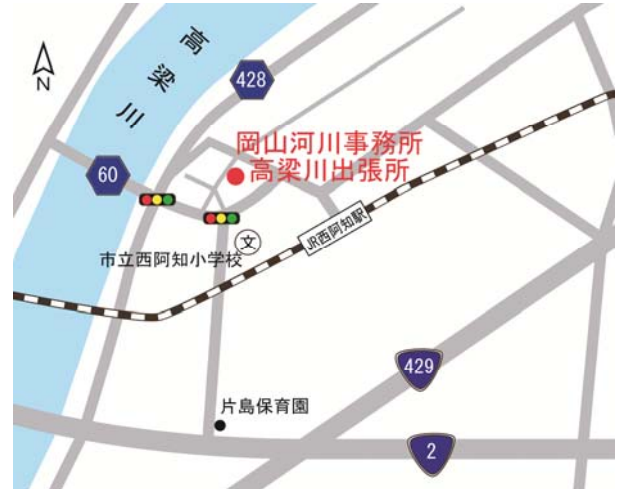 高梁川
N
428
岡山河川事務所
高梁川出張所
60
文
JR西阿知駅
市立西阿知小学校
429
片島保育園
2